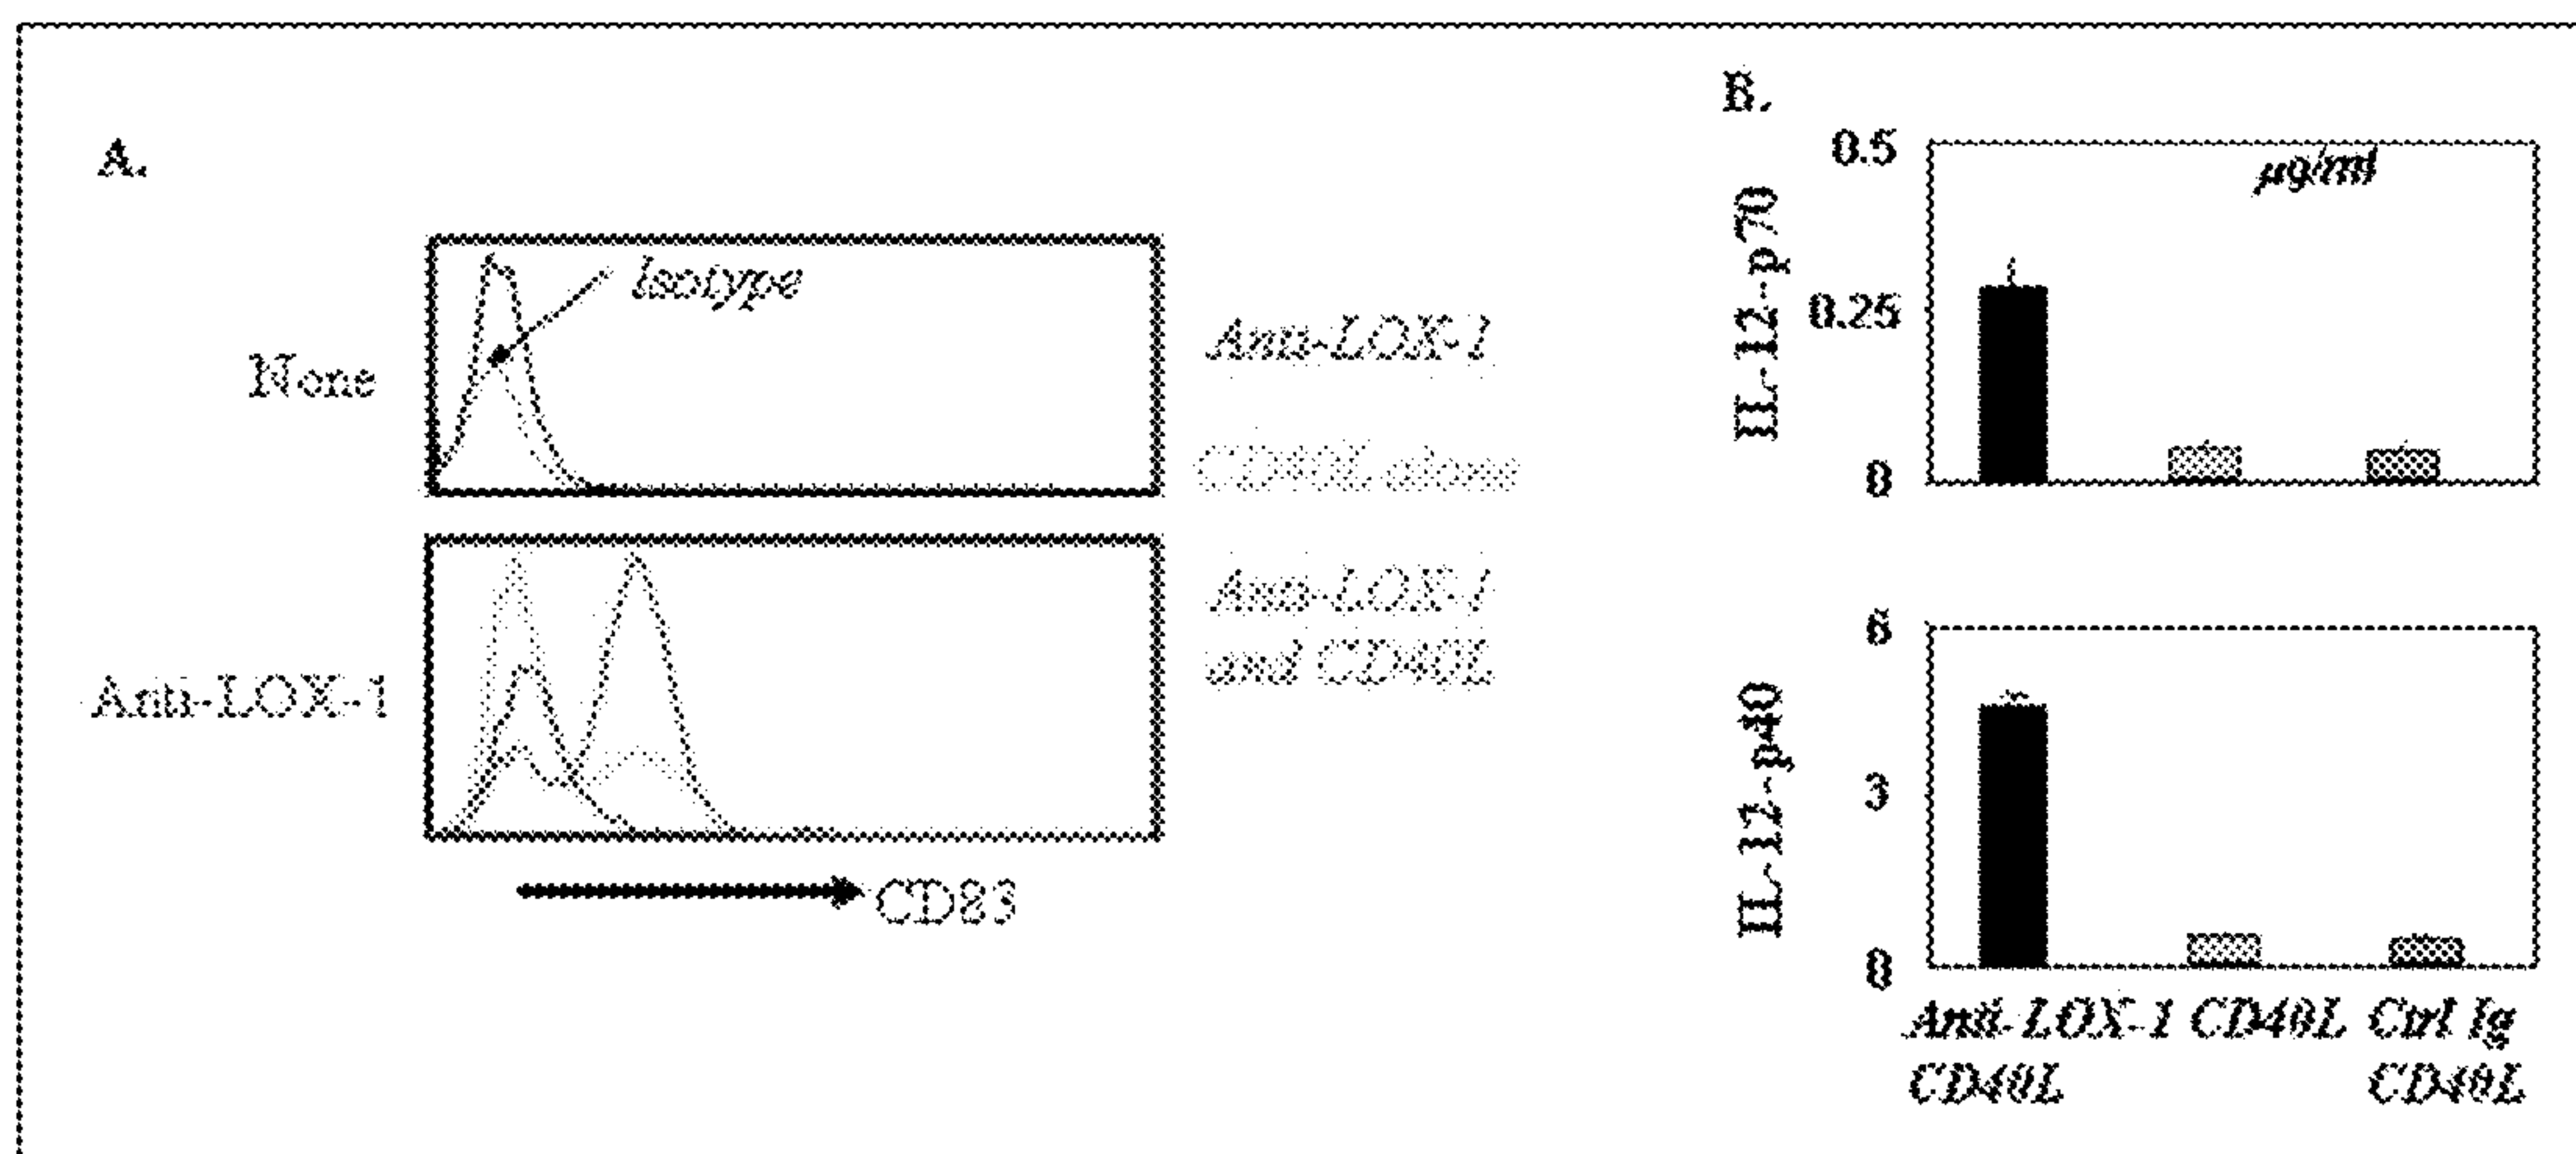 A.
None
Isotype
Anti-LOX-1
CD40L alone
Anti-LOX-1
Anti-LOX-1
and CD40L
CD83
B.
IL-12-p70
0.5
0.25
0
µg/ml
IL-12-p40
6
3
0
Anti-LOX-1 CD40L Ctrl Ig
CD40L CD40L